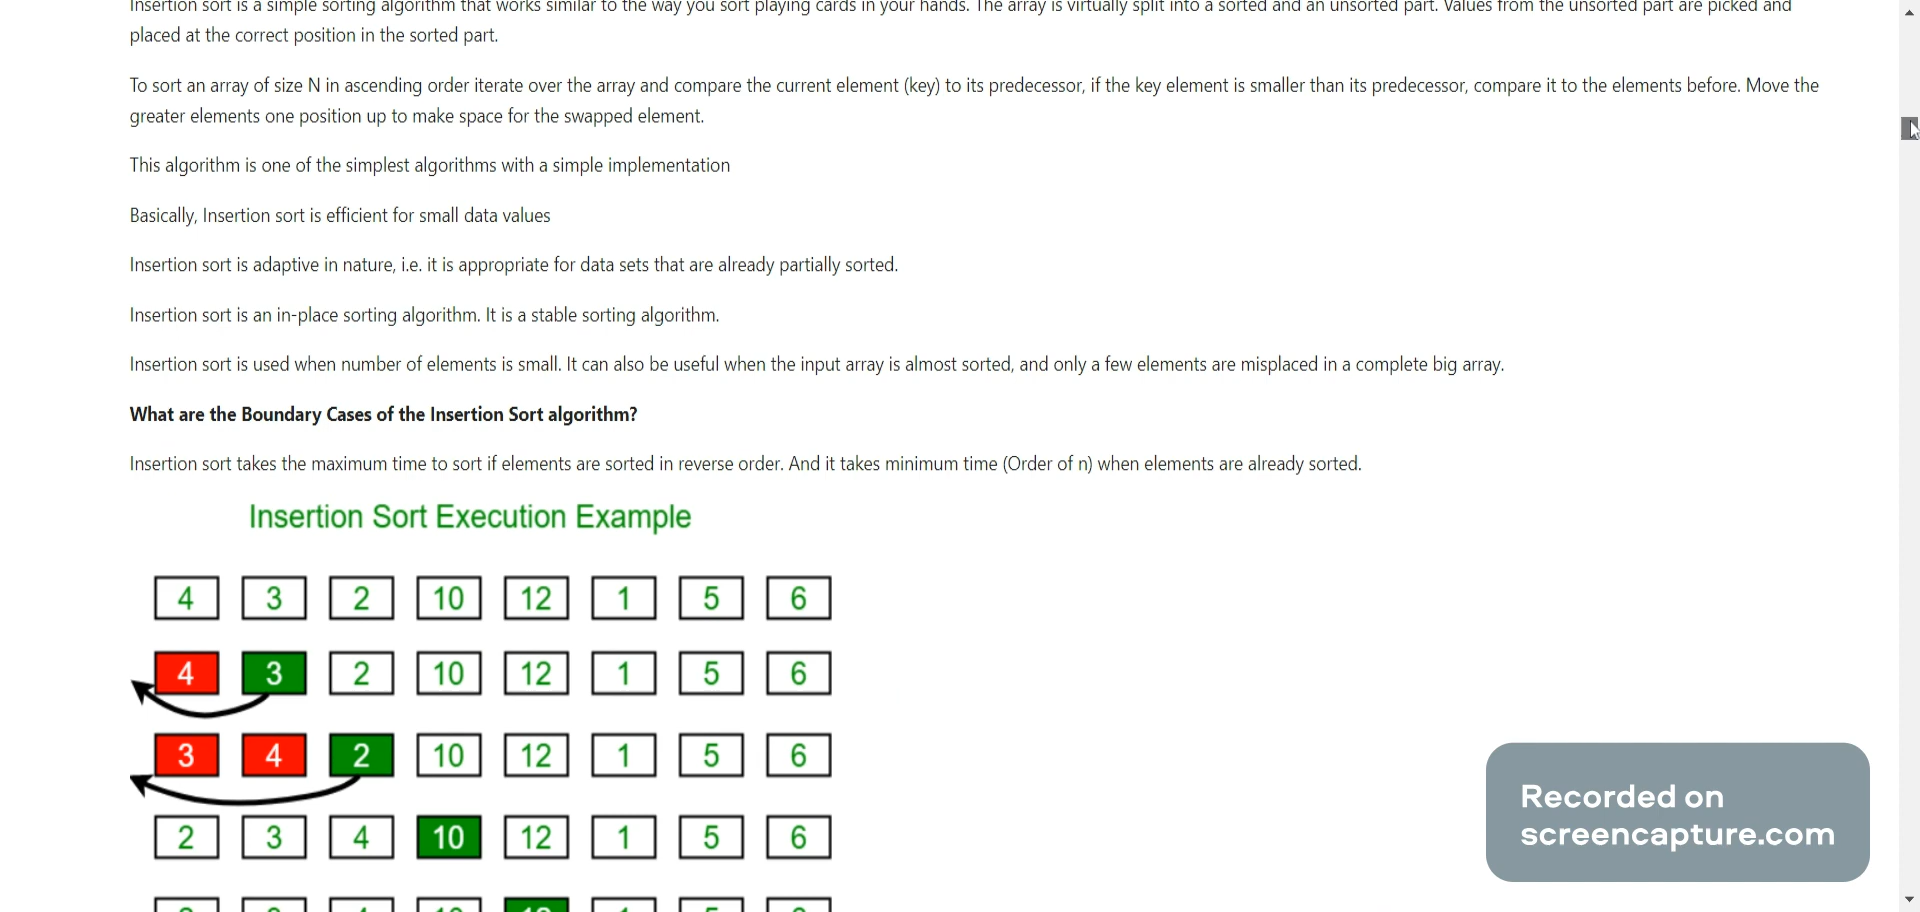 Insertion sort is a simple sorting algorithm that works similar to the way you sort playing cards in your hands. The array is virtually split into a sorted and an unsorted part. Values from the unsorted part are picked and
placed at the correct position in the sorted part.
To sort an array of size N in ascending order iterate over the array and compare the current element (key) to its predecessor, if the key element is smaller than its predecessor, compare it to the elements before. Move the
greater elements one position up to make space for the swapped element.
This algorithm is one of the simplest algorithms with a simple implementation
Basically, Insertion sort is efficient for small data values
Insertion sort is adaptive in nature, i.e. it is appropriate for data sets that are already partially sorted.
Insertion sort is an in-place sorting algorithm. It is a stable sorting algorithm.
Insertion sort is used when number of elements is small. It can also be useful when the input array is almost sorted, and only a few elements are misplaced in a complete big array.
What are the Boundary Cases of the Insertion Sort algorithm?
Insertion sort takes the maximum time to sort if elements are sorted in reverse order. And it takes minimum time (Order of n) when elements are already sorted.
Insertion Sort Execution Example
4 3 2 10 12 1 5 6
4 3 2 10 12 1 5 6
3 4 2 10 12 1 5 6
2 3 4 10 12 1 5 6
Recorded on
screencapture.com